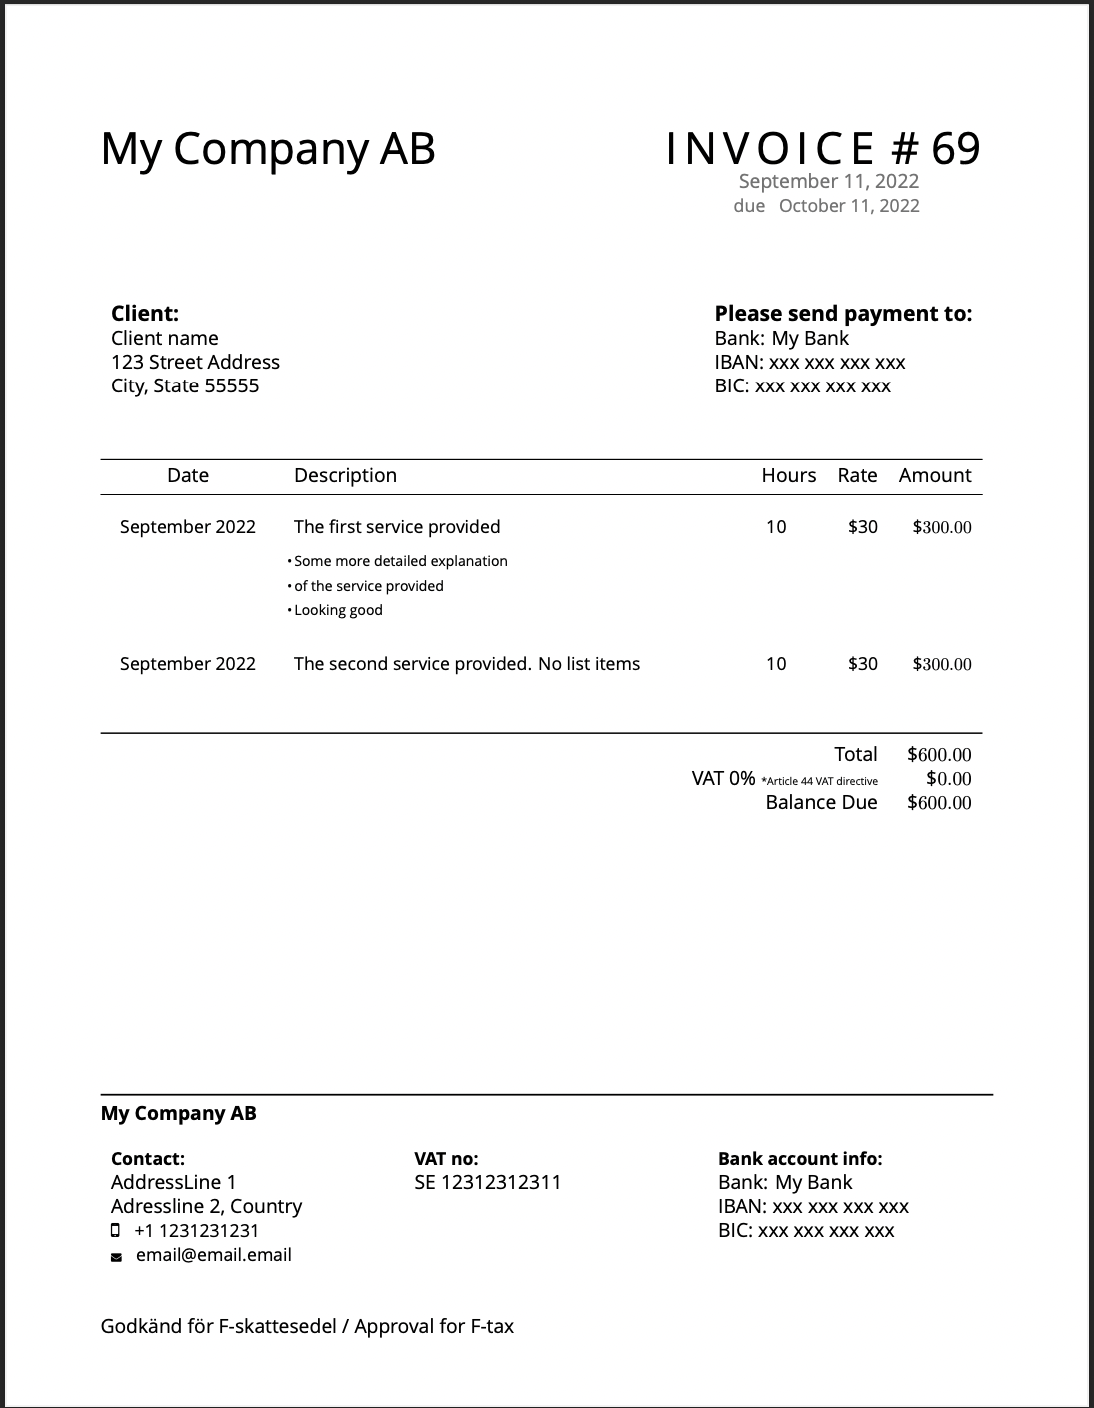 My Company AB
INVOICE # 69
September 11, 2022
due October 11, 2022
Client:
Client name
123 Street Address
City, State 55555
Please send payment to:
Bank: My Bank
IBAN: xxx xxx xxx xxx
BIC: xxx xxx xxx xxx
Date Description Hours Rate Amount
September 2022 The first service provided 10 $30 $300.00
• Some more detailed explanation
• of the service provided
• Looking good
September 2022 The second service provided. No list items 10 $30 $300.00
Total $600.00
VAT 0% *Article 44 VAT directive $0.00
Balance Due $600.00
My Company AB
Contact:
AddressLine 1
Adressline 2, Country
+1 1231231231
email@email.email
VAT no:
SE 12312312311
Bank account info:
Bank: My Bank
IBAN: xxx xxx xxx xxx
BIC: xxx xxx xxx xxx
Godkänd för F-skattesedel / Approval for F-tax